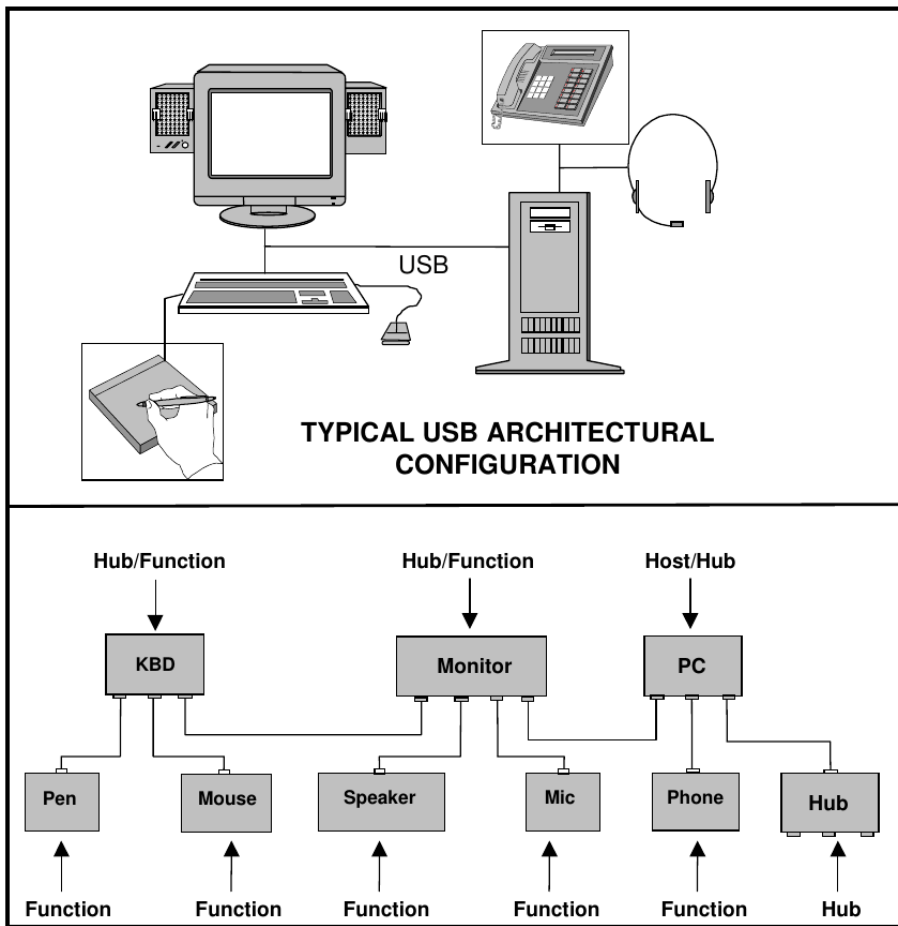 USB
TYPICAL USB ARCHITECTURAL
CONFIGURATION
Hub/Function Hub/Function Host/Hub
KBD Monitor PC
Pen Mouse Speaker Mic Phone Hub
Function Function Function Function Function Hub